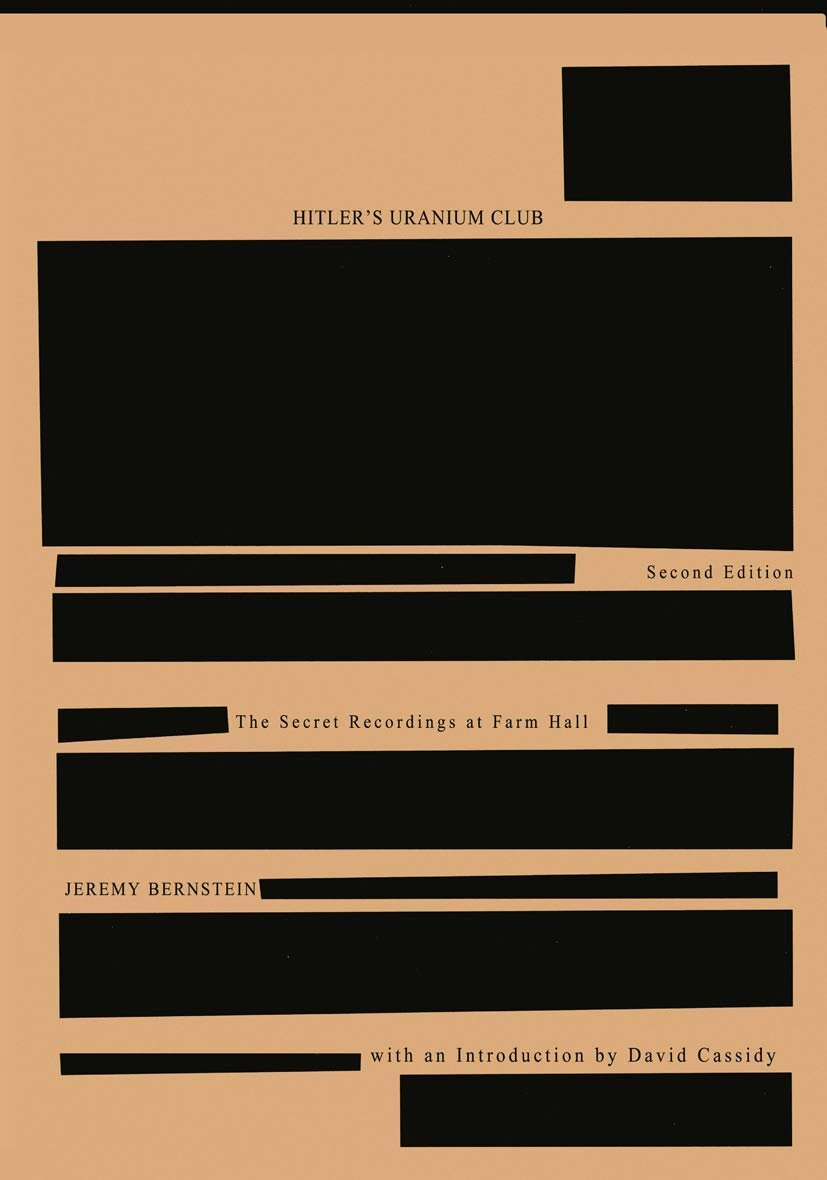 HITLER'S URANIUM CLUB
Second Edition
The Secret Recordings at Farm Hall
JEREMY BERNSTEIN
with an Introduction by David Cassidy